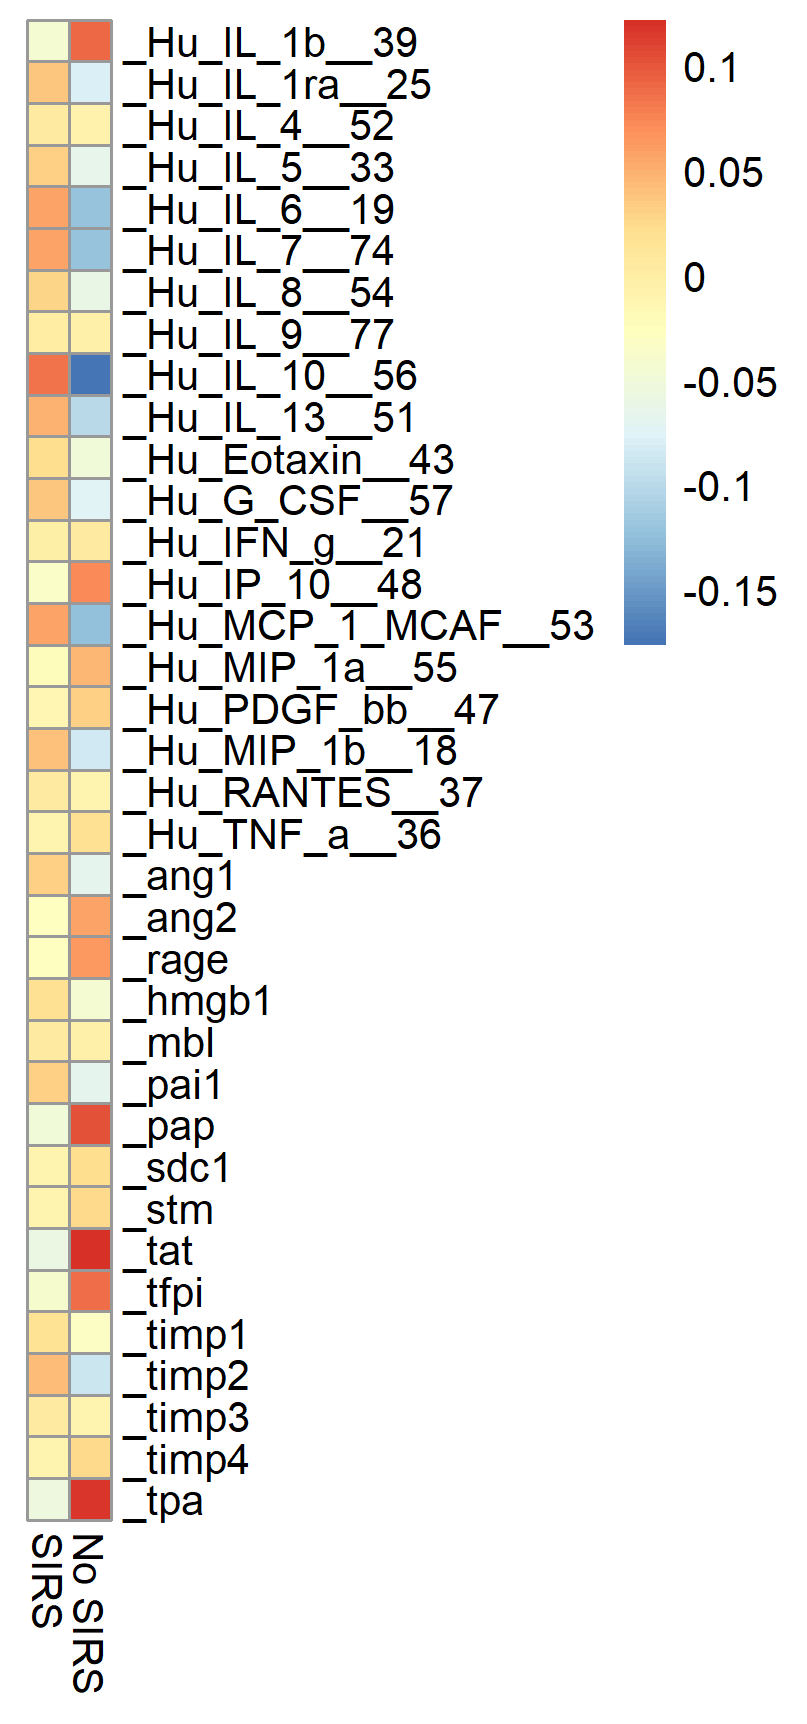 _Hu_IL_1b__39
_Hu_IL_1ra__25
_Hu_IL_4__52
_Hu_IL_5__33
_Hu_IL_6__19
_Hu_IL_7__74
_Hu_IL_8__54
_Hu_IL_9__77
_Hu_IL_10__56
_Hu_IL_13__51
_Hu_Eotaxin__43
_Hu_G_CSF__57
_Hu_IFN_g__21
_Hu_IP_10__48
_Hu_MCP_1_MCAF__53
_Hu_MIP_1a__55
_Hu_PDGF_bb__47
_Hu_MIP_1b__18
_Hu_RANTES__37
_Hu_TNF_a__36
_ang1
_ang2
_rage
_hmgb1
_mbl
_pai1
_pap
_sdc1
_stm
_tat
_tfpi
_timp1
_timp2
_timp3
_timp4
_tpa
SIRS
No SIRS
0.1
0.05
0
-0.05
-0.1
-0.15